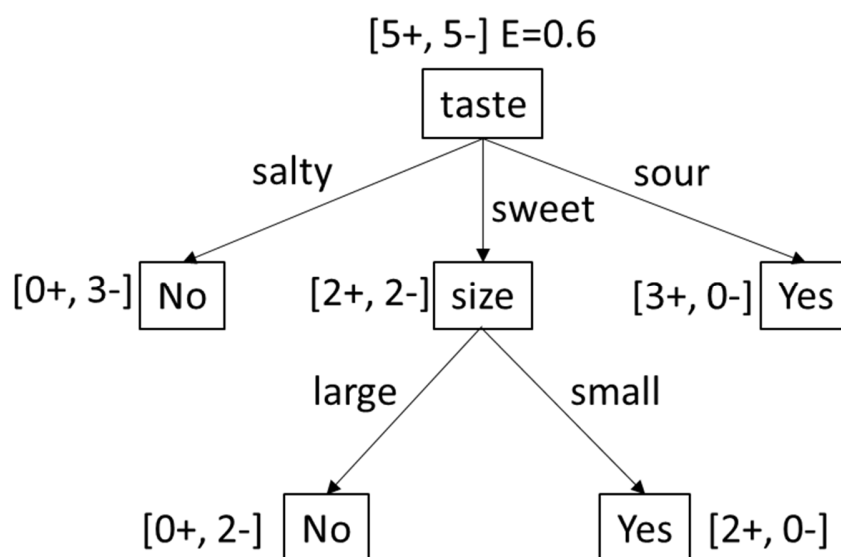 [5+, 5-] E=0.6
taste
salty
sweet
sour
[0+, 3-] No
[2+, 2-] size
[3+, 0-] Yes
large
small
[0+, 2-] No
Yes [2+, 0-]